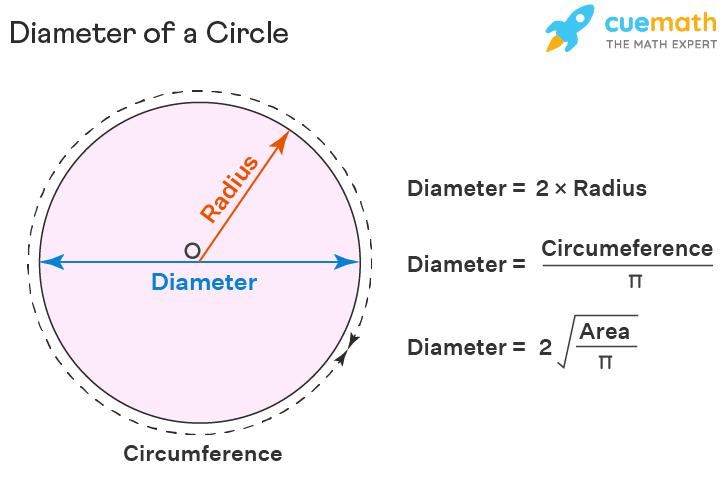 Diameter of a Circle
cuemath
THE MATH EXPERT
Radius
O
Diameter
Circumference
Diameter = 2 × Radius
Diameter = Circumeference / π
Diameter = 2 √(Area / π)